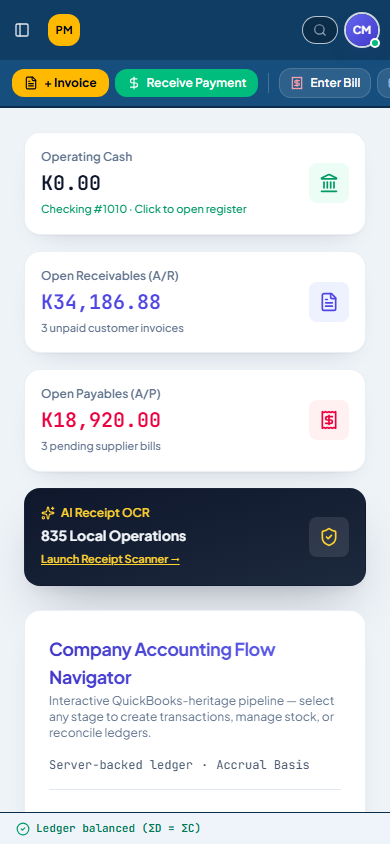 PM
CM
+ Invoice
Receive Payment
Enter Bill
Operating Cash
K0.00
Checking #1010 · Click to open register
Open Receivables (A/R)
K34,186.88
3 unpaid customer invoices
Open Payables (A/P)
K18,920.00
3 pending supplier bills
AI Receipt OCR
835 Local Operations
Launch Receipt Scanner →
Company Accounting Flow
Navigator
Interactive QuickBooks-heritage pipeline — select
any stage to create transactions, manage stock, or
reconcile ledgers.
Server-backed ledger · Accrual Basis
Ledger balanced (ΣD = ΣC)